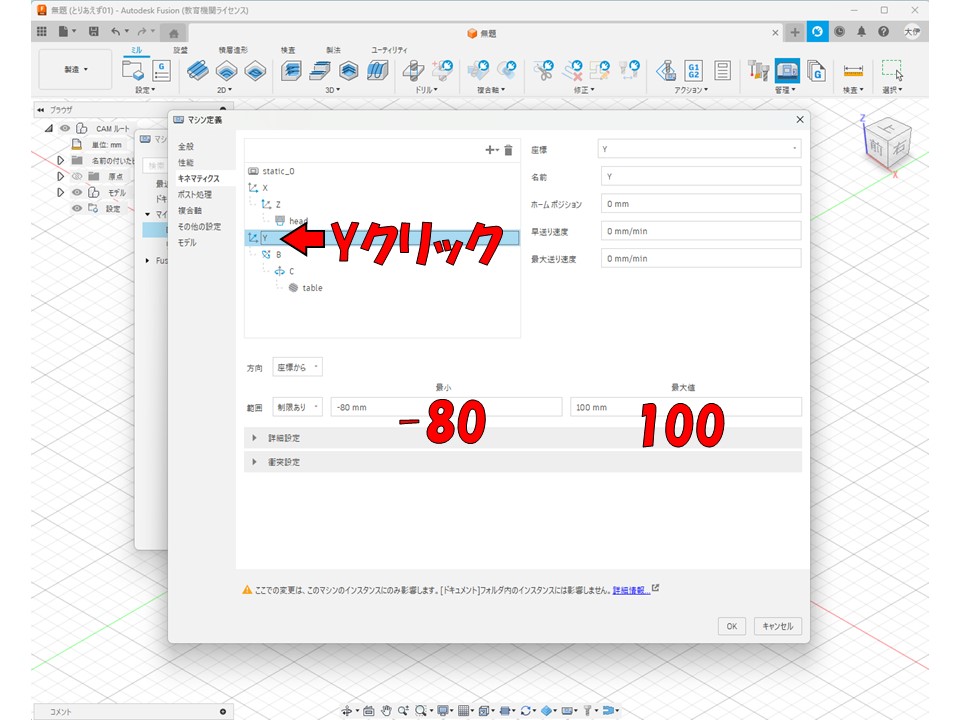 無題 (とりあえず01) - Autodesk Fusion (教育機関ライセンス)
無題
大伊
製造
ミル 旋盤 積層造形 検査 製法 ユーティリティ
設定 2D 3D ドリル 複合軸 修正 アクション 管理 検査 選択
ブラウザ
CAM ルート
単位: mm
名前の付いたビ
原点
モデル
設定
マシン定義
全般
性能
キネマティクス
ポスト処理
複合軸
その他の設定
モデル
static_0
X
Z
head
Y
B
C
table
Yクリック
座標 Y
名前 Y
ホーム ポジション 0 mm
早送り速度 0 mm/min
最大送り速度 0 mm/min
方向 座標から
最小 最大値
範囲 制限あり -80 mm 100 mm
-80 100
詳細設定
衝突設定
ここでの変更は、このマシンのインスタンスにのみ影響します。[ドキュメント]フォルダ内のインスタンスには影響しません。詳細情報...
OK キャンセル
コメント
Z
前 右
X